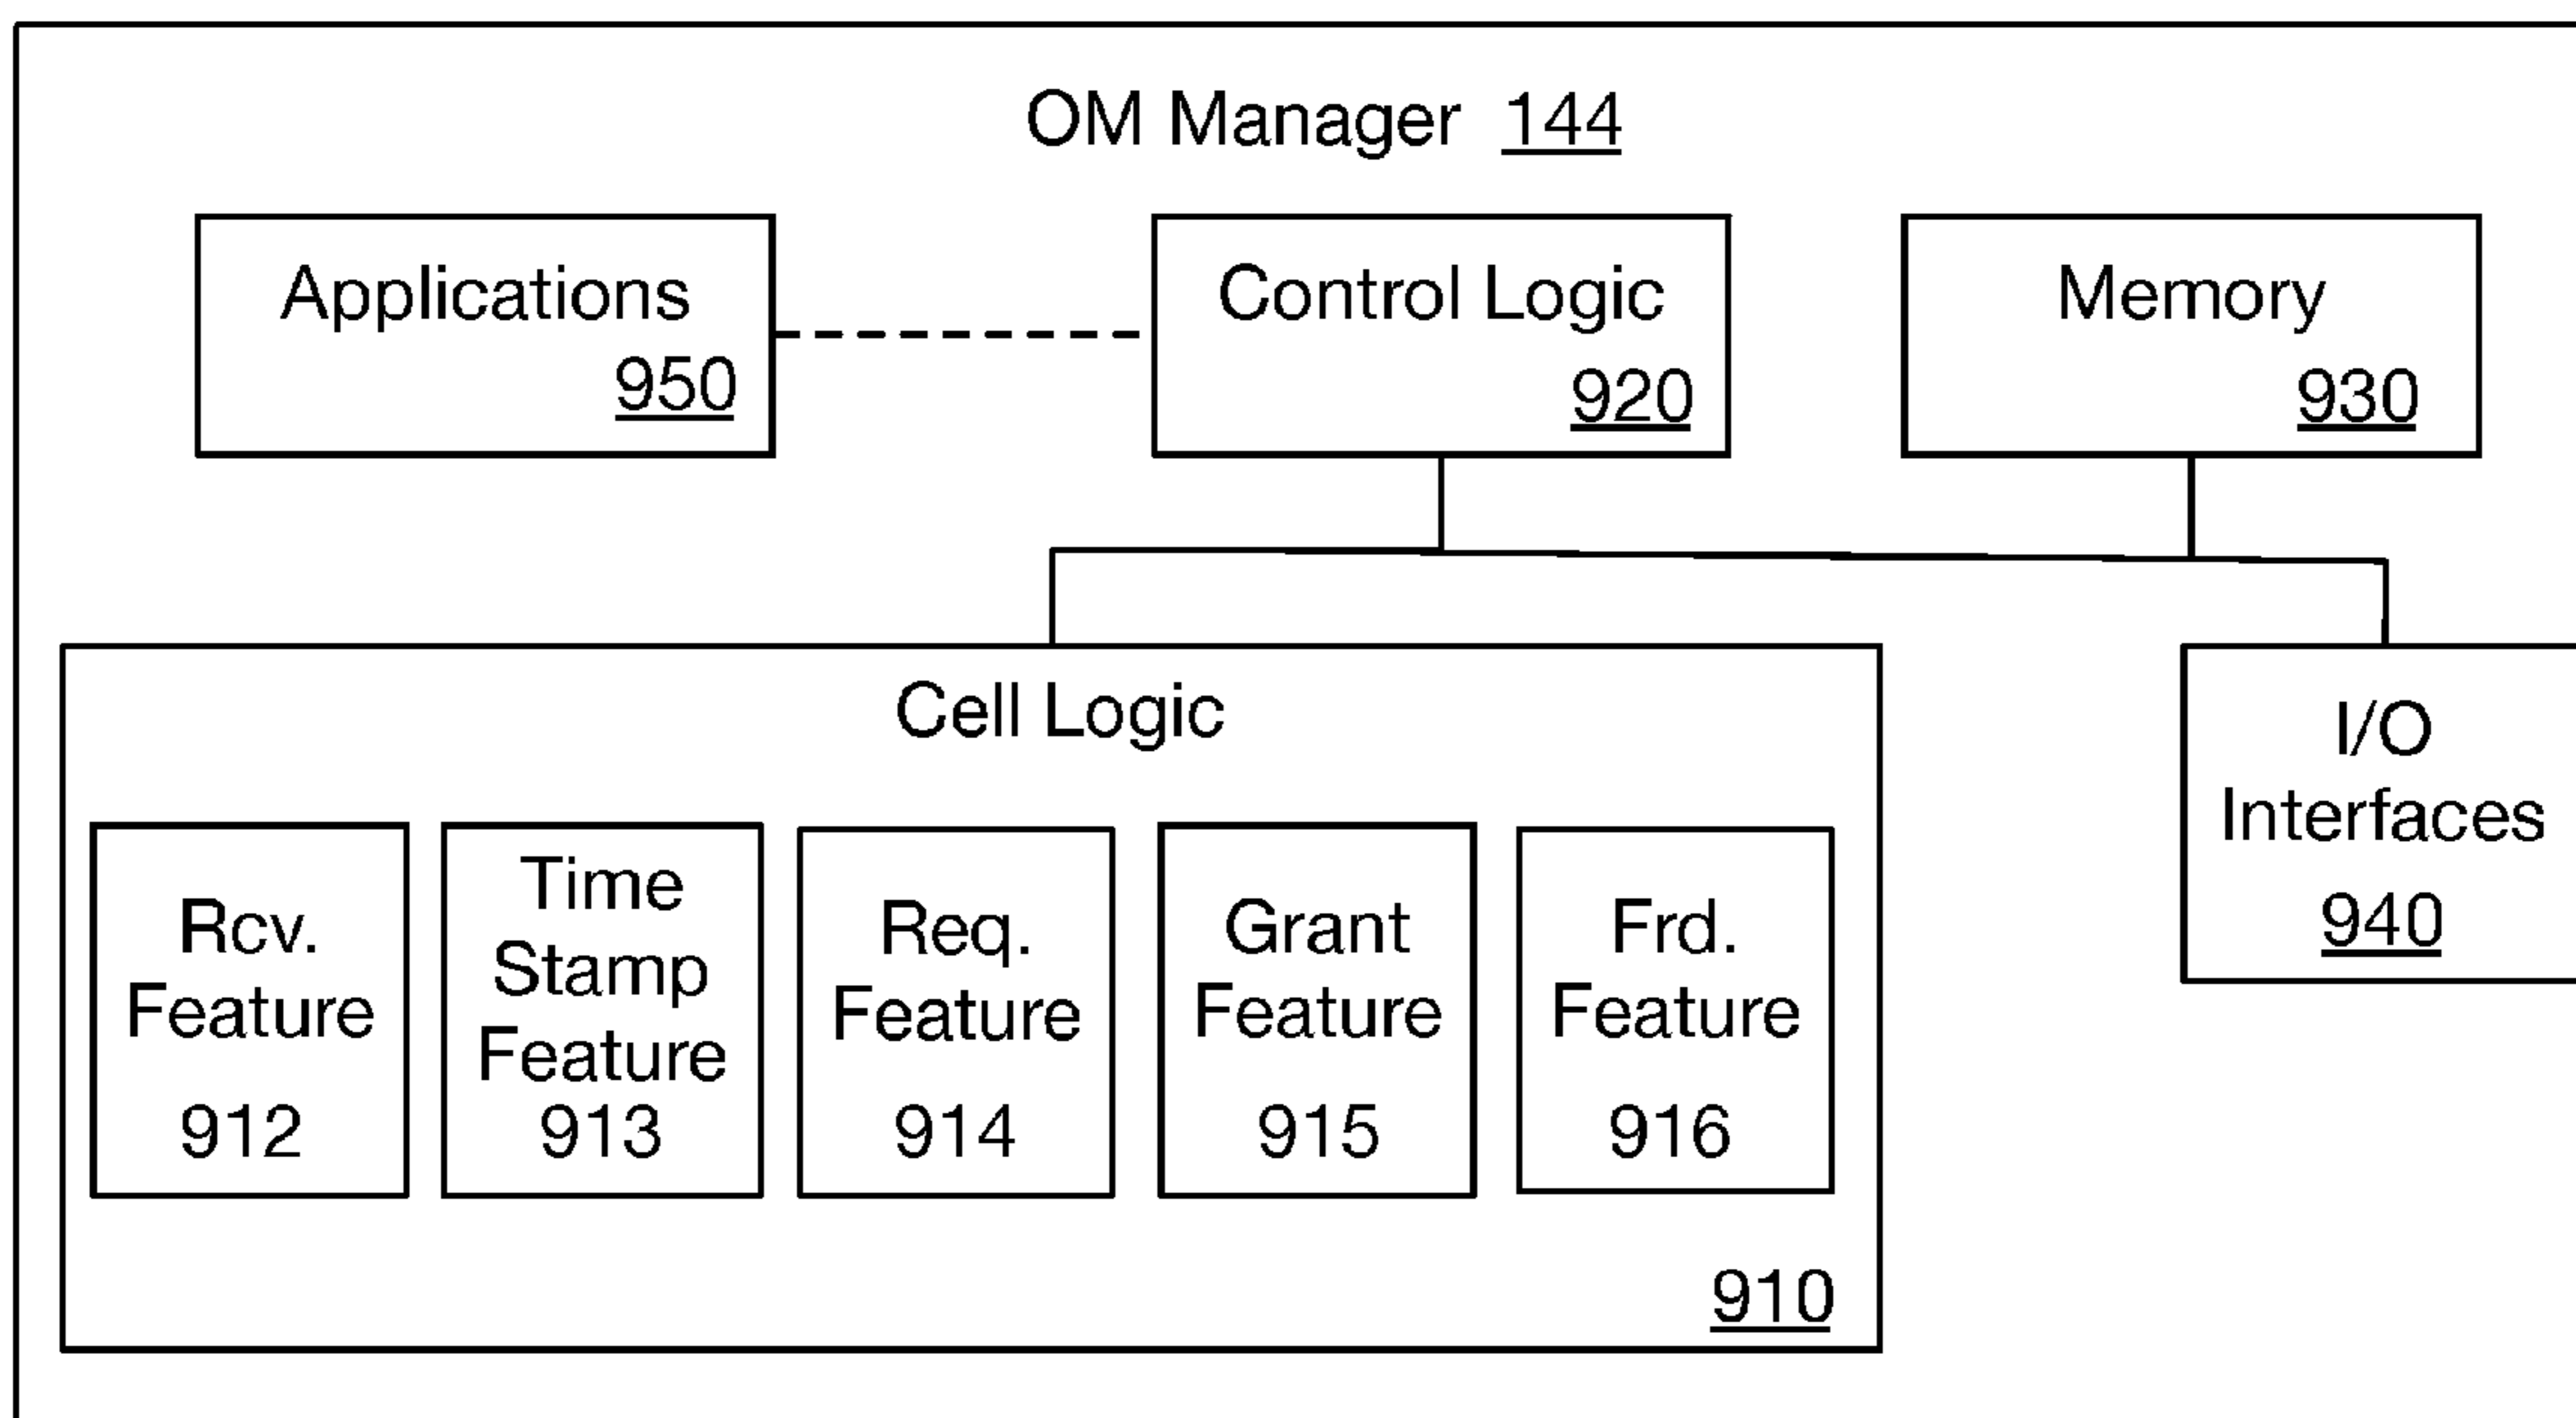 OM Manager 144
Applications
950
Control Logic
920
Memory
930
Cell Logic
Rcv.
Feature
912
Time
Stamp
Feature
913
Req.
Feature
914
Grant
Feature
915
Frd.
Feature
916
910
I/O
Interfaces
940